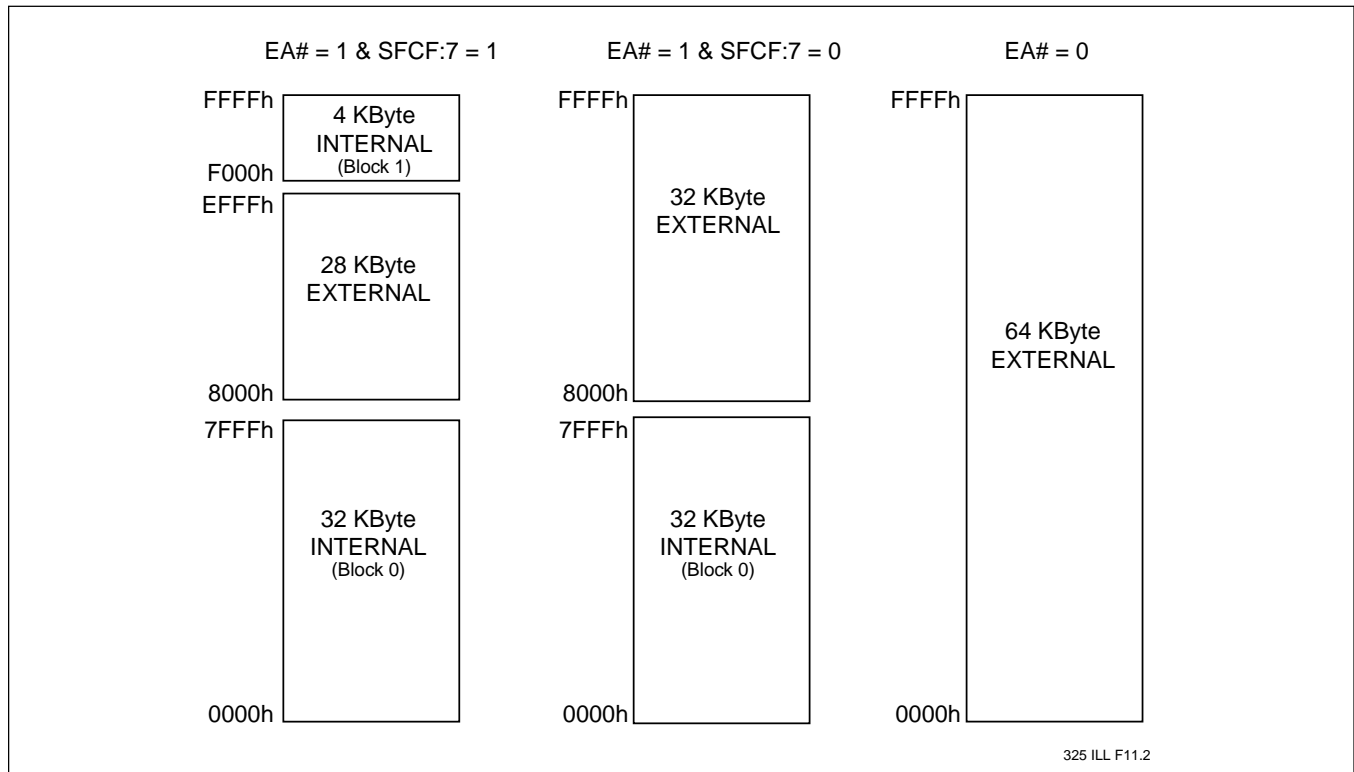 EA# = 1 & SFCF:7 = 1
FFFFh
4 KByte
INTERNAL
(Block 1)
F000h
EFFFh
28 KByte
EXTERNAL
8000h
7FFFh
32 KByte
INTERNAL
(Block 0)
0000h
EA# = 1 & SFCF:7 = 0
FFFFh
32 KByte
EXTERNAL
8000h
7FFFh
32 KByte
INTERNAL
(Block 0)
0000h
EA# = 0
FFFFh
64 KByte
EXTERNAL
0000h
325 ILL F11.2